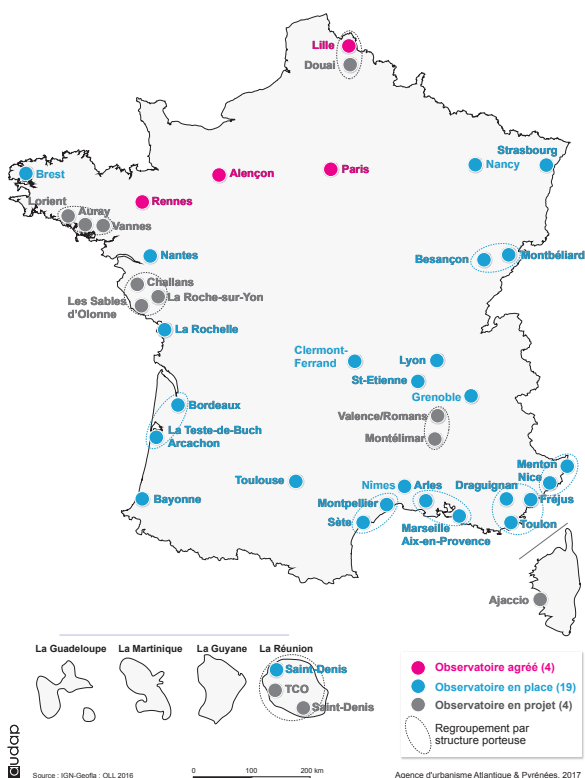 Lille
Douai
Strasbourg
Nancy
Brest
Alençon
Paris
Rennes
Lorient
Auray
Vannes
Nantes
Besançon
Montbéliard
Challans
La Roche-sur-Yon
Les Sables
d'Olonne
La Rochelle
Clermont-
Ferrand
Lyon
St-Etienne
Grenoble
Bordeaux
Valence/Romans
La Teste-de-Buch
Arcachon
Montélimar
Menton
Nice
Toulouse
Nîmes
Arles
Draguignan
Fréjus
Bayonne
Montpellier
Sète
Marseille
Aix-en-Provence
Toulon
Ajaccio
La Guadeloupe
La Martinique
La Guyane
La Réunion
Saint-Denis
TCO
Saint-Denis
Observatoire agréé (4)
Observatoire en place (19)
Observatoire en projet (4)
Regroupement par
structure porteuse
audap
Source : IGN-Geofla : OLL 2016
0 100 200 km
Agence d'urbanisme Atlantique & Pyrénées, 2017